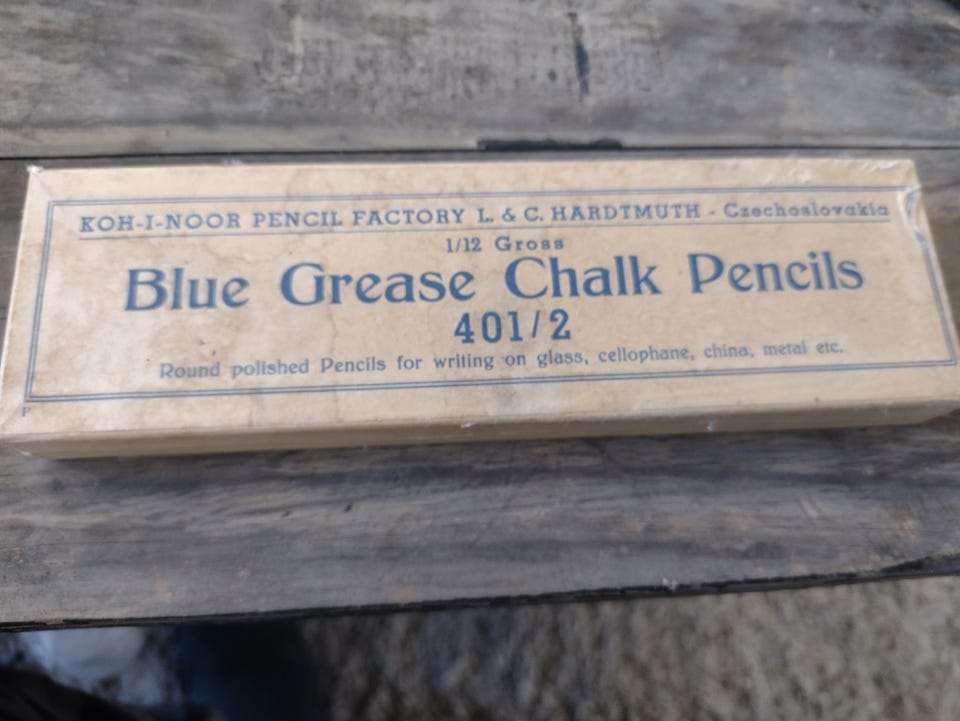 KOH-I-NOOR PENCIL FACTORY L. & C. HARDTMUTH - Czechoslovakia
1/12 Gross
Blue Grease Chalk Pencils
401/2
Round polished Pencils for writing on glass, cellophane, china, metal etc.
P